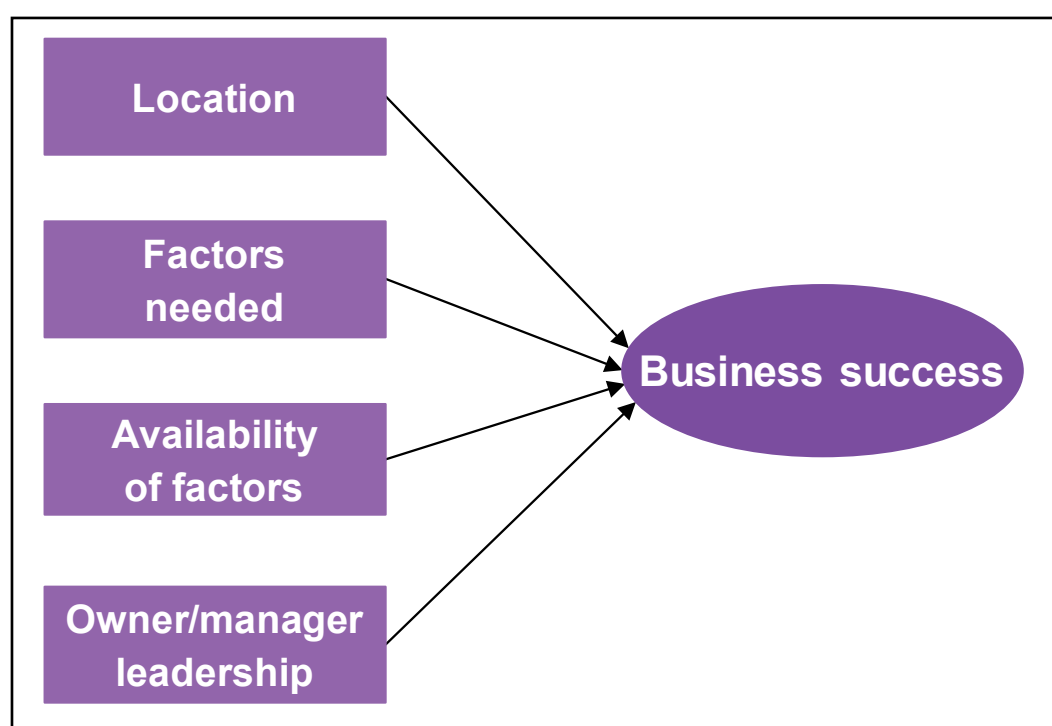 Location
Factors
needed
Availability
of factors
Owner/manager
leadership
Business success